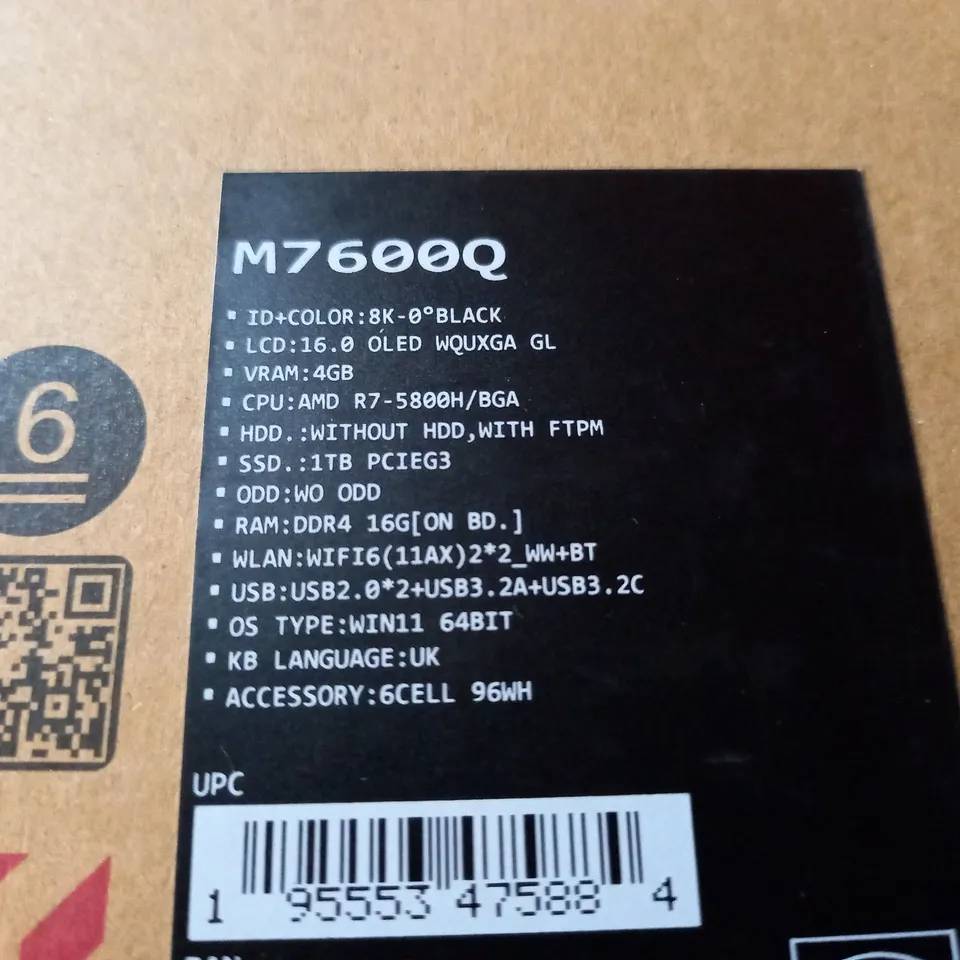 M7600Q
▪ ID+COLOR:8K-0°BLACK
▪ LCD:16.0 OLED WQUXGA GL
▪ VRAM:4GB
▪ CPU:AMD R7-5800H/BGA
▪ HDD.:WITHOUT HDD,WITH FTPM
▪ SSD.:1TB PCIEG3
▪ ODD:WO ODD
▪ RAM:DDR4 16G[ON BD.]
▪ WLAN:WIFI6(11AX)2*2_WW+BT
▪ USB:USB2.0*2+USB3.2A+USB3.2C
▪ OS TYPE:WIN11 64BIT
▪ KB LANGUAGE:UK
▪ ACCESSORY:6CELL 96WH
6
UPC
1 95553 47588 4